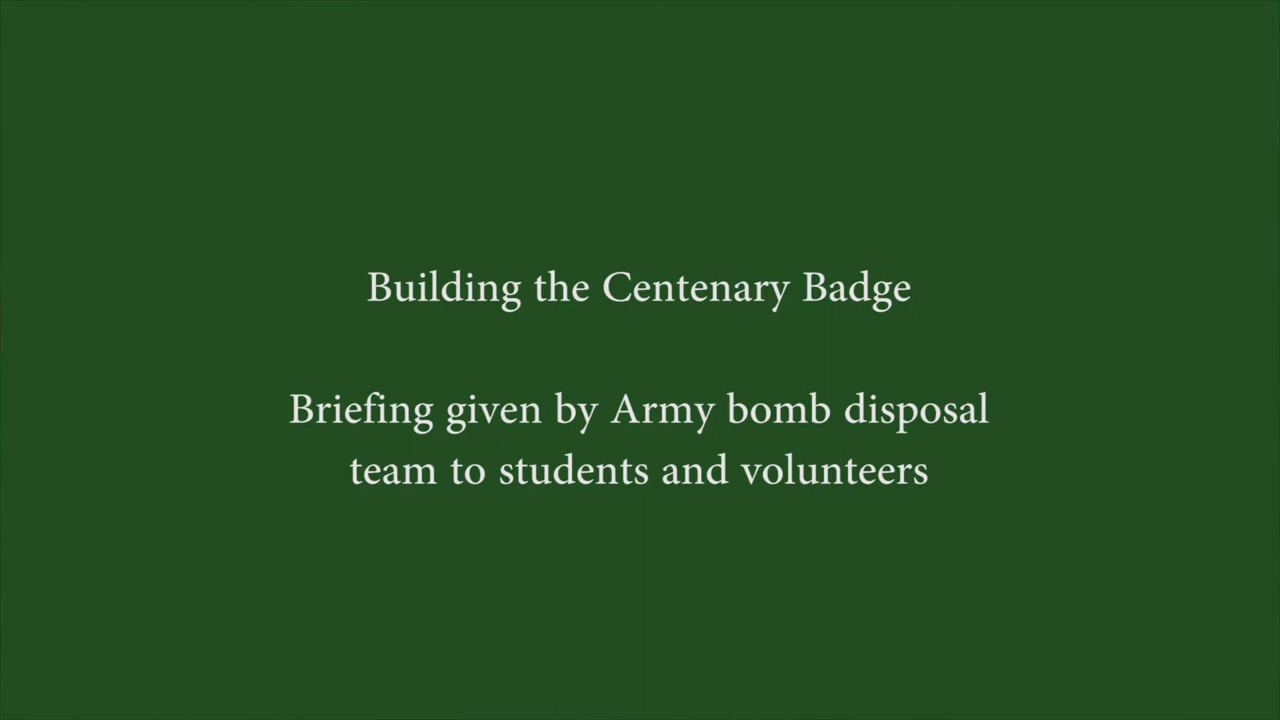 Building the Centenary Badge
Briefing given by Army bomb disposal
team to students and volunteers